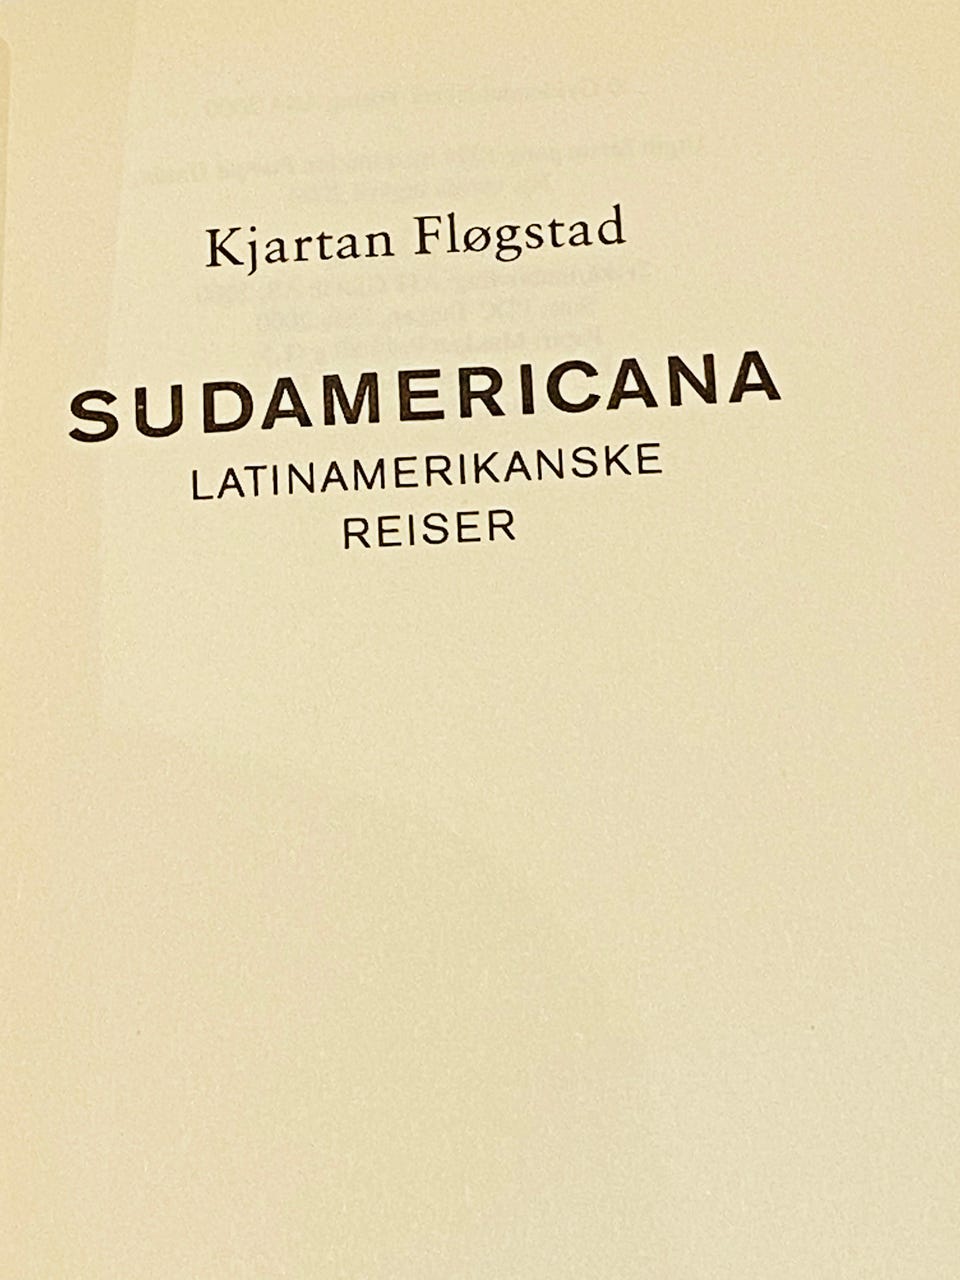 Kjartan Fløgstad
SUDAMERICANA
LATINAMERIKANSKE
REISER